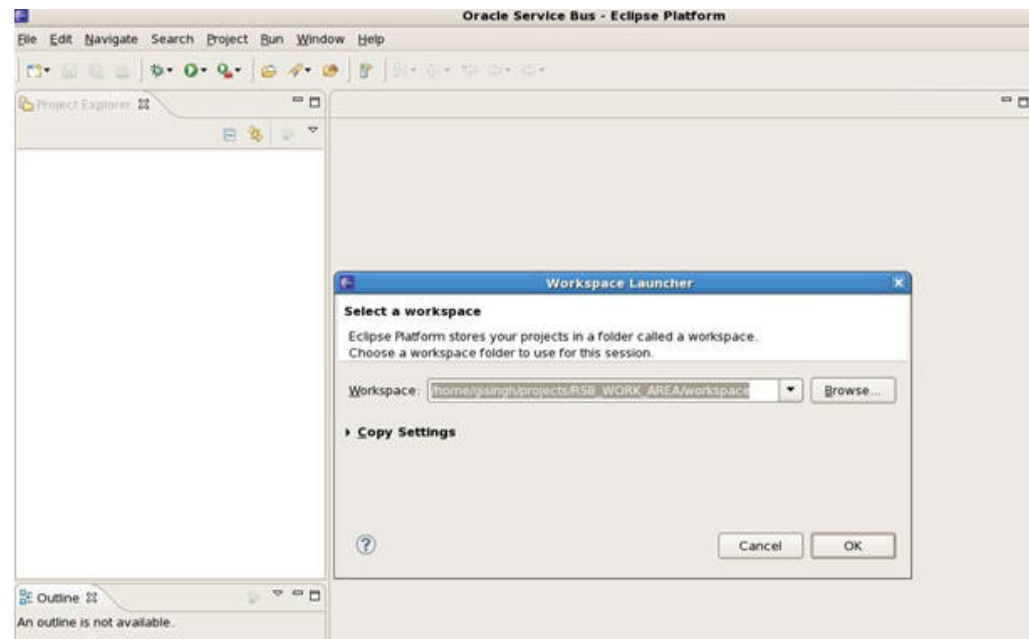 Oracle Service Bus - Eclipse Platform
File Edit Navigate Search Project Run Window Help
Project Explorer
Workspace Launcher
Select a workspace
Eclipse Platform stores your projects in a folder called a workspace.
Choose a workspace folder to use for this session.
Workspace: /home/gisingh/projects/RSB_WORK_AREA/workspace Browse...
Copy Settings
Cancel OK
Outline
An outline is not available.